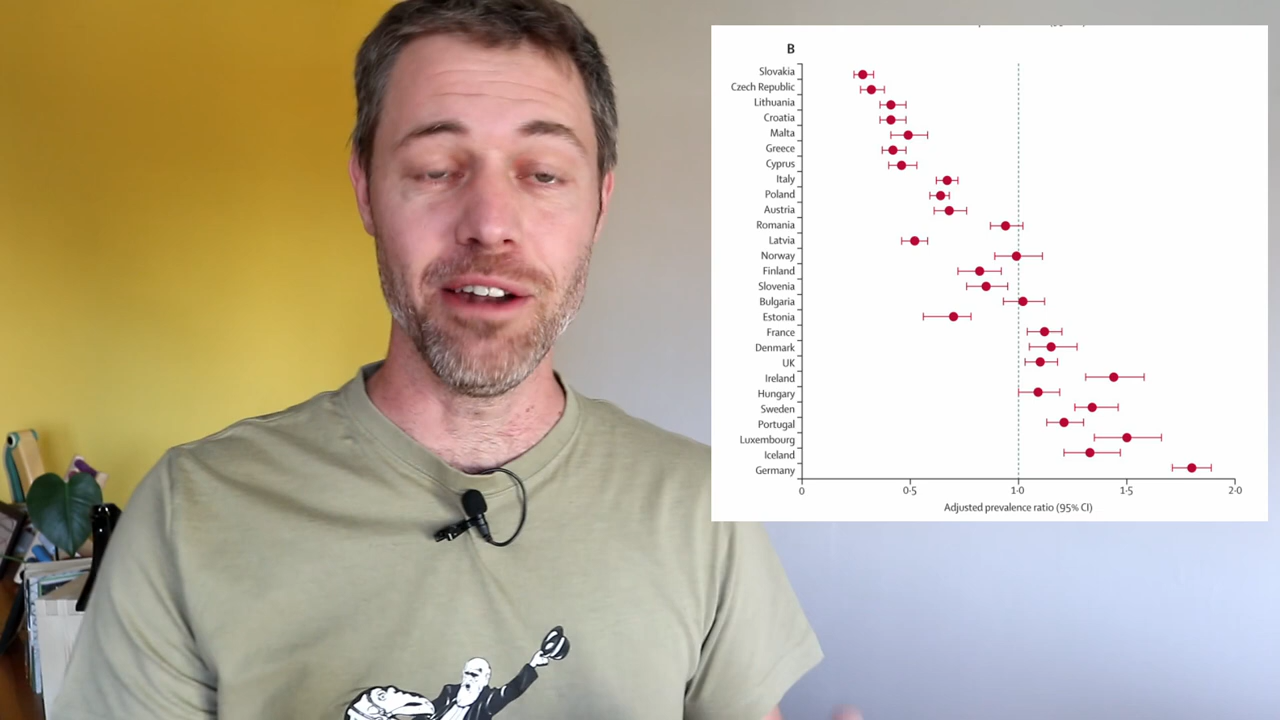 B
Slovakia
Czech Republic
Lithuania
Croatia
Malta
Greece
Cyprus
Italy
Poland
Austria
Romania
Latvia
Norway
Finland
Slovenia
Bulgaria
Estonia
France
Denmark
UK
Ireland
Hungary
Sweden
Portugal
Luxembourg
Iceland
Germany
0 0·5 1·0 1·5 2·0
Adjusted prevalence ratio (95% CI)